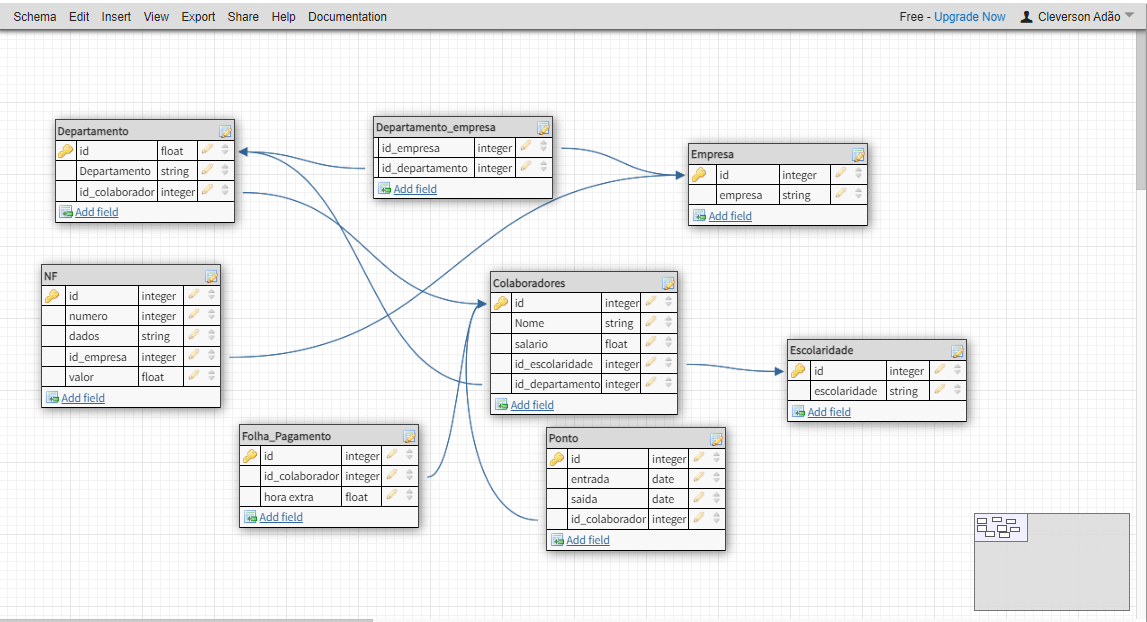 Schema Edit Insert View Export Share Help Documentation Free - Upgrade Now Cleverson Adão
Departamento
id float
Departamento string
id_colaborador integer
Add field
Departamento_empresa
id_empresa integer
id_departamento integer
Add field
Empresa
id integer
empresa string
Add field
NF
id integer
numero integer
dados string
id_empresa integer
valor float
Add field
Colaboradores
id integer
Nome string
salario float
id_escolaridade integer
id_departamento integer
Add field
Escolaridade
id integer
escolaridade string
Add field
Folha_Pagamento
id integer
id_colaborador integer
hora extra float
Add field
Ponto
id integer
entrada date
saida date
id_colaborador integer
Add field